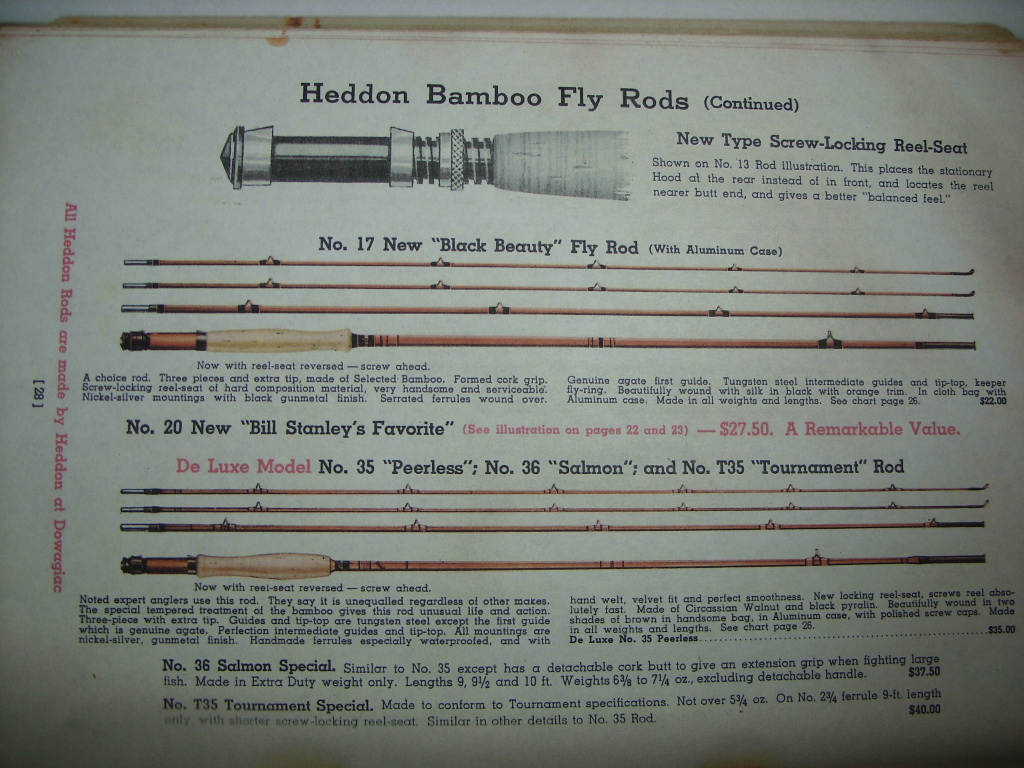 Heddon Bamboo Fly Rods (Continued)
New Type Screw-Locking Reel-Seat
Shown on No. 13 Rod illustration. This places the stationary
Hood at the rear instead of in front, and locates the reel
nearer butt end, and gives a better "balanced feel."
No. 17 New "Black Beauty" Fly Rod (With Aluminum Case)
Now with reel-seat reversed — screw ahead.
A choice rod. Three pieces and extra tip, made of Selected Bamboo. Formed cork grip.
Screw-locking reel-seat of hard composition material, very handsome and serviceable.
Nickel-silver mountings with black gunmetal finish. Serrated ferrules wound over.
Genuine agate first guide. Tungsten steel intermediate guides and tip-top, keeper
fly-ring. Beautifully wound with silk in black with orange trim. In cloth bag with
Aluminum case. Made in all weights and lengths. See chart page 26. $22.00
No. 20 New "Bill Stanley's Favorite" (See illustration on pages 22 and 23) — $27.50. A Remarkable Value.
De Luxe Model No. 35 "Peerless"; No. 36 "Salmon"; and No. T35 "Tournament" Rod
Now with reel-seat reversed — screw ahead.
Noted expert anglers use this rod. They say it is unequalled regardless of other makes.
The special tempered treatment of the bamboo gives this rod unusual life and action.
Three-piece with extra tip. Guides and tip-top are tungsten steel except the first guide
which is genuine agate. Perfection intermediate guides and tip-top. All mountings are
nickel-silver, gunmetal finish. Handmade ferrules especially waterproofed, and with
hand welt, velvet fit and perfect smoothness. New locking reel-seat, screws reel abso-
lutely fast. Made of Circassian Walnut and black pyralin. Beautifully wound in two
shades of brown in handsome bag, in Aluminum case, with polished screw caps. Made
in all weights and lengths. See chart page 26.
De Luxe No. 35 Peerless................................................$35.00
No. 36 Salmon Special. Similar to No. 35 except has a detachable cork butt to give an extension grip when fighting large
fish. Made in Extra Duty weight only. Lengths 9, 9½ and 10 ft. Weights 6⅜ to 7¼ oz., excluding detachable handle. $37.50
No. T35 Tournament Special. Made to conform to Tournament specifications. Not over 5¾ oz. On No. 2¾ ferrule 9-ft. length
only, with shorter screw-locking reel-seat. Similar in other details to No. 35 Rod. $40.00
All Heddon Rods are made by Heddon at Dowagiac
[28]